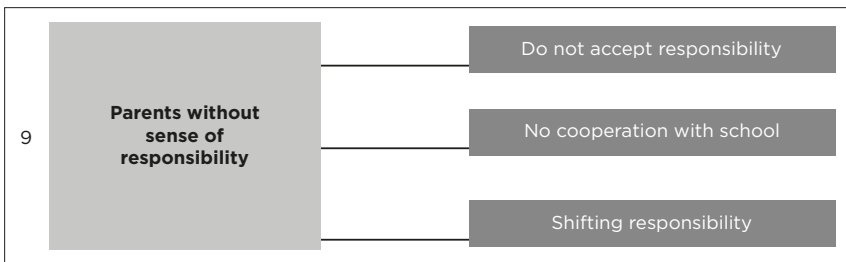 9
Parents without
sense of
responsibility
Do not accept responsibility
No cooperation with school
Shifting responsibility